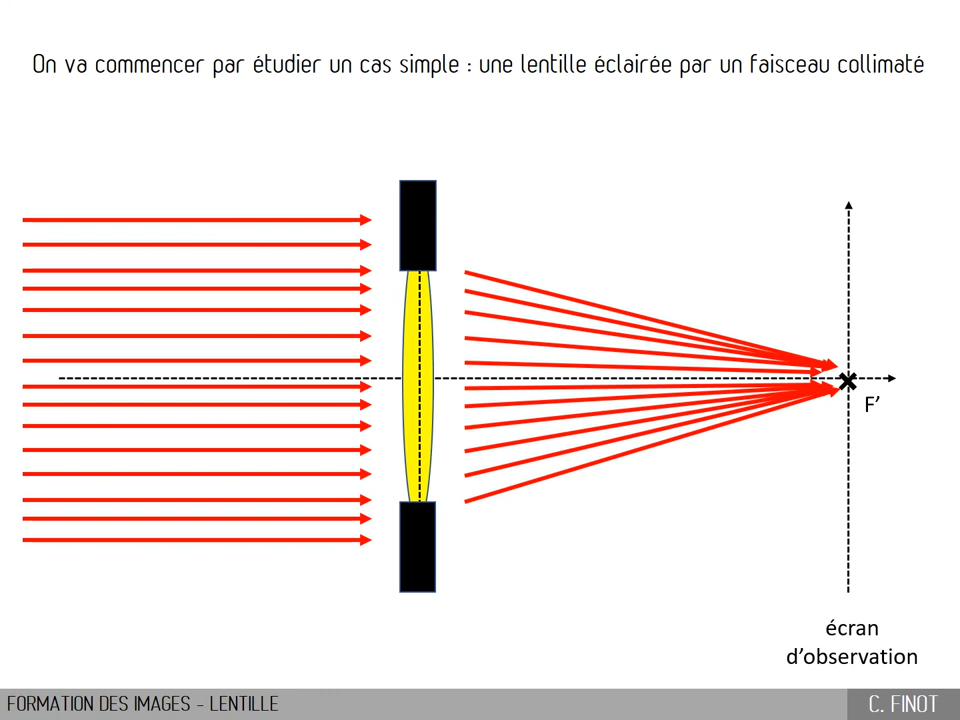 On va commencer par étudier un cas simple : une lentille éclairée par un faisceau collimaté
F’
écran
d’observation
FORMATION DES IMAGES - LENTILLE
C. FINOT